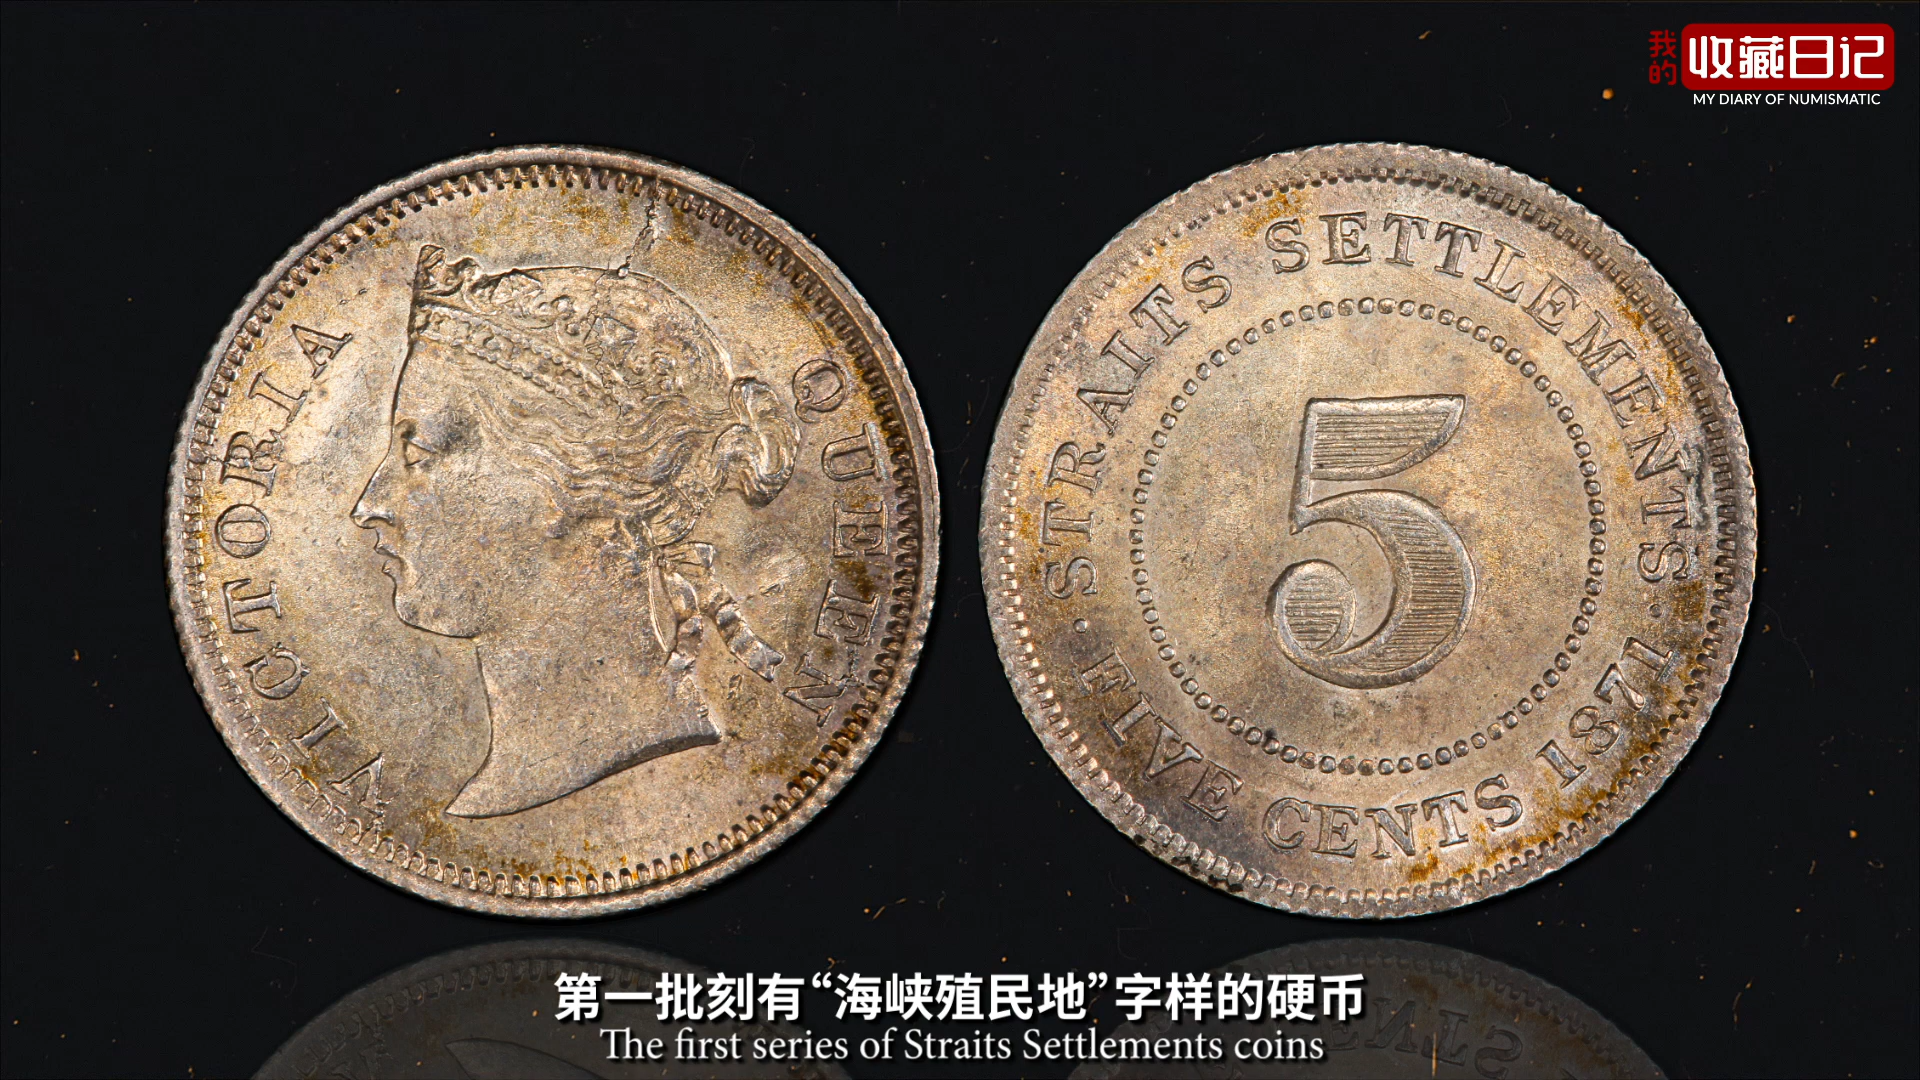 我的
收藏日记
MY DIARY OF NUMISMATIC
VICTORIA QUEEN
· STRAITS SETTLEMENTS ·
5
FIVE CENTS 1871
第一批刻有“海峡殖民地”字样的硬币
The first series of Straits Settlements coins